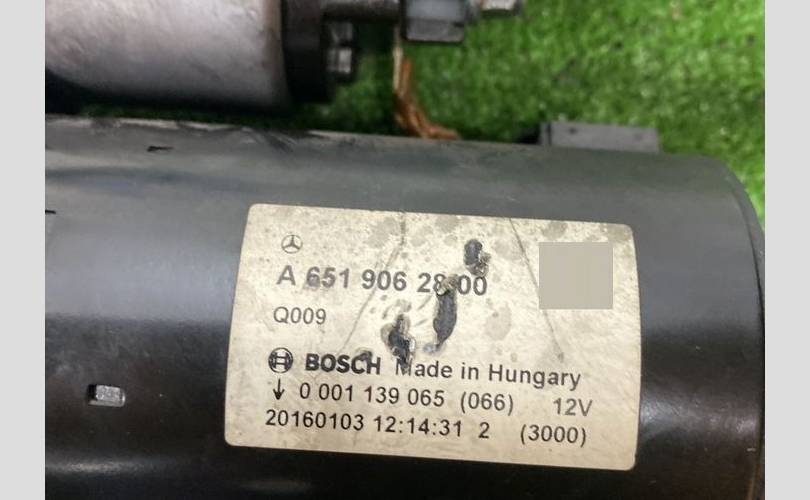 A 651 906 28 00
Q009
BOSCH Made in Hungary
0 001 139 065 (066) 12V
20160103 12:14:31 2 (3000)